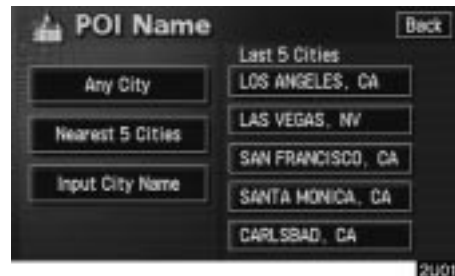 POI Name
Back
Any City
Nearest 5 Cities
Input City Name
Last 5 Cities
LOS ANGELES, CA
LAS VEGAS, NV
SAN FRANCISCO, CA
SANTA MONICA, CA
CARLSBAD, CA
2U01